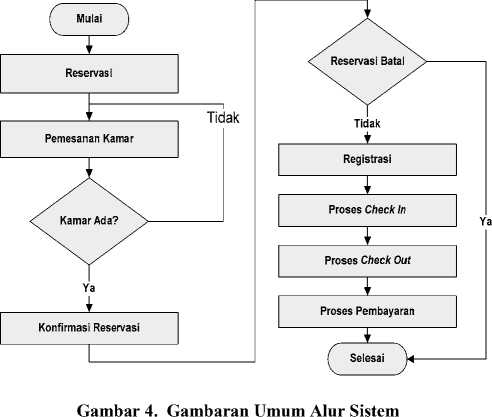 Mulai
Reservasi
Tidak
Pemesanan Kamar
Kamar Ada?
Ya
Konfirmasi Reservasi
Reservasi Batal
Tidak
Registrasi
Proses Check In
Ya
Proses Check Out
Proses Pembayaran
Selesai
Gambar 4. Gambaran Umum Alur Sistem